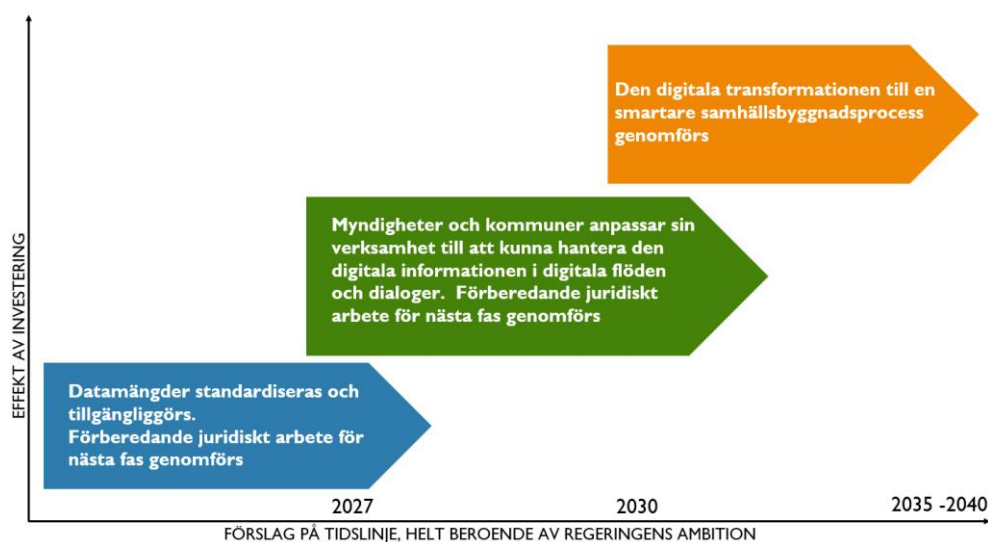 Den digitala transformationen till en
smartare samhällsbyggnadsprocess
genomförs
Myndigheter och kommuner anpassar sin
verksamhet till att kunna hantera den
digitala informationen i digitala flöden
och dialoger.  Förberedande juridiskt
arbete för nästa fas genomförs
Datamängder standardiseras och
tillgängliggörs.
Förberedande juridiskt arbete för
nästa fas genomförs
EFFEKT AV INVESTERING
2027
2030
2035 -2040
FÖRSLAG PÅ TIDSLINJE, HELT BEROENDE AV REGERINGENS AMBITION